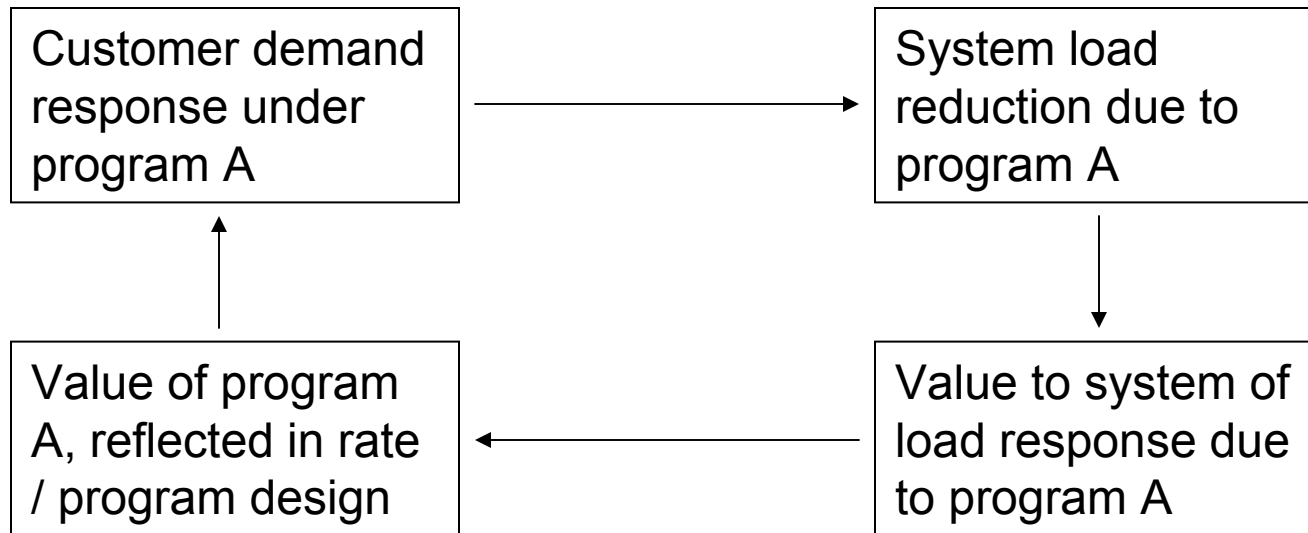 Customer demand
response under
program A
System load
reduction due to
program A
Value of program
A, reflected in rate
/ program design
Value to system of
load response due
to program A